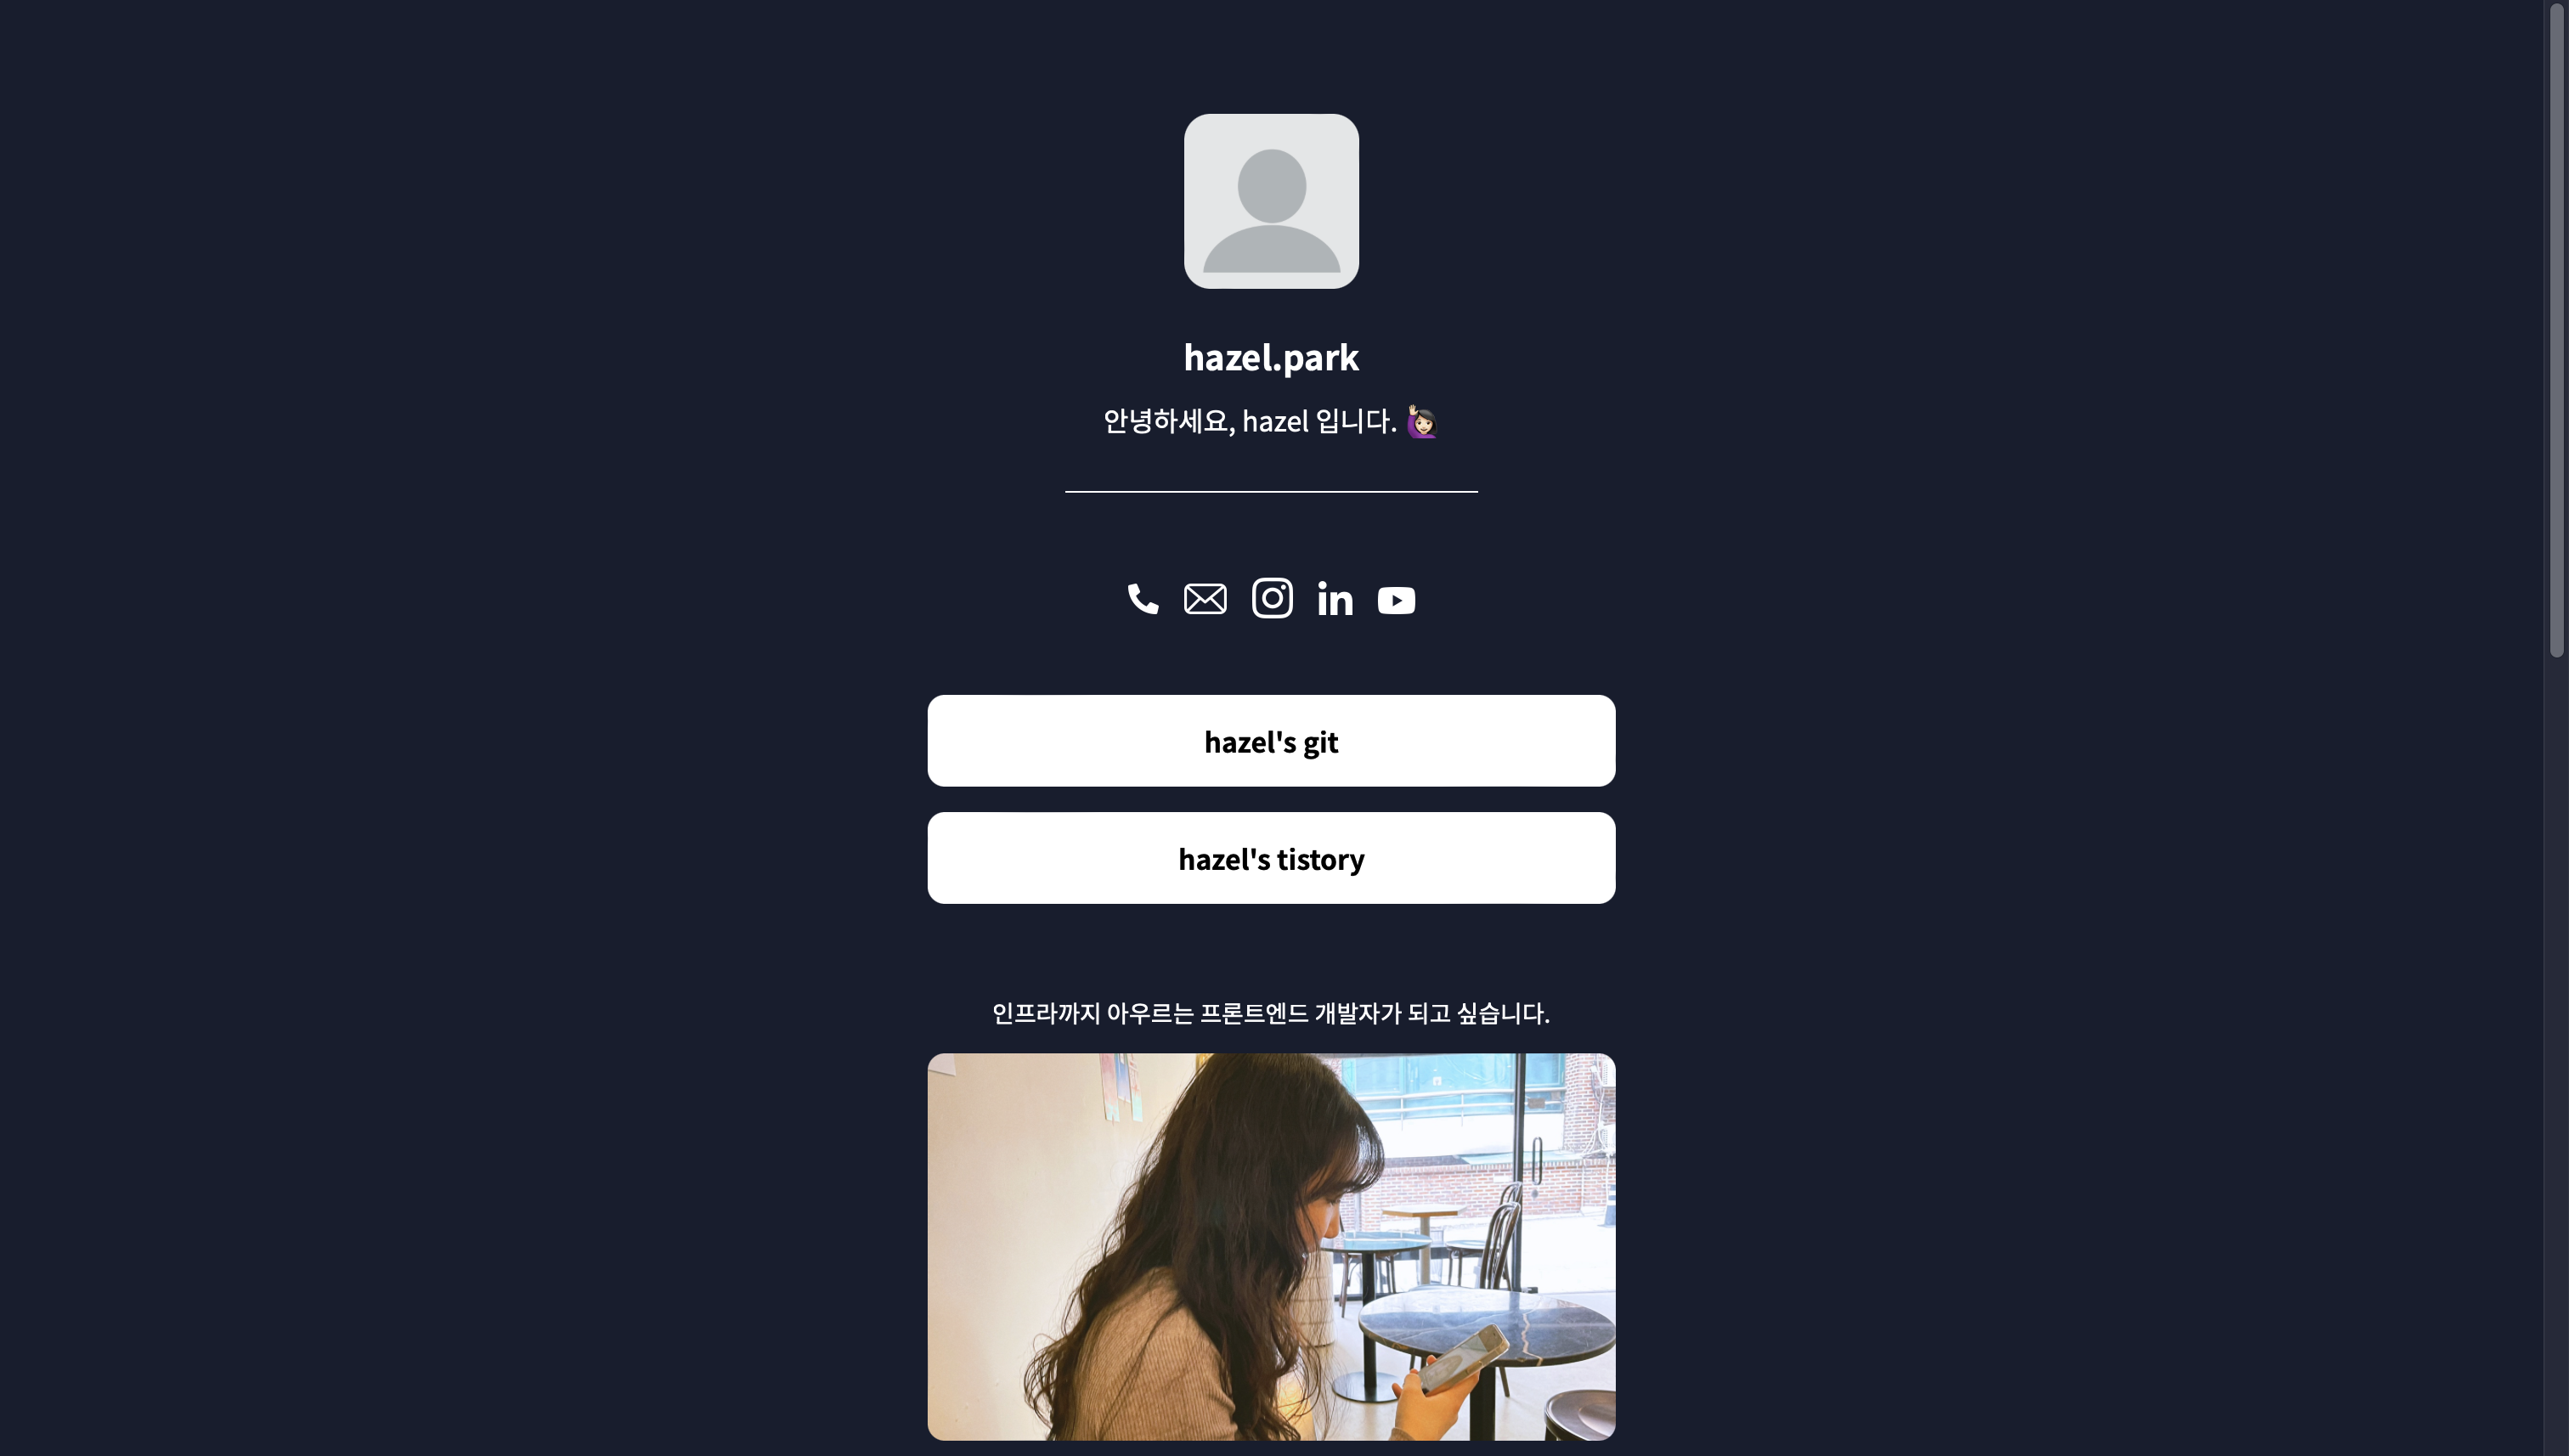 hazel.park
안녕하세요, hazel 입니다. 🙋🏻‍♀️
hazel's git
hazel's tistory
인프라까지 아우르는 프론트엔드 개발자가 되고 싶습니다.